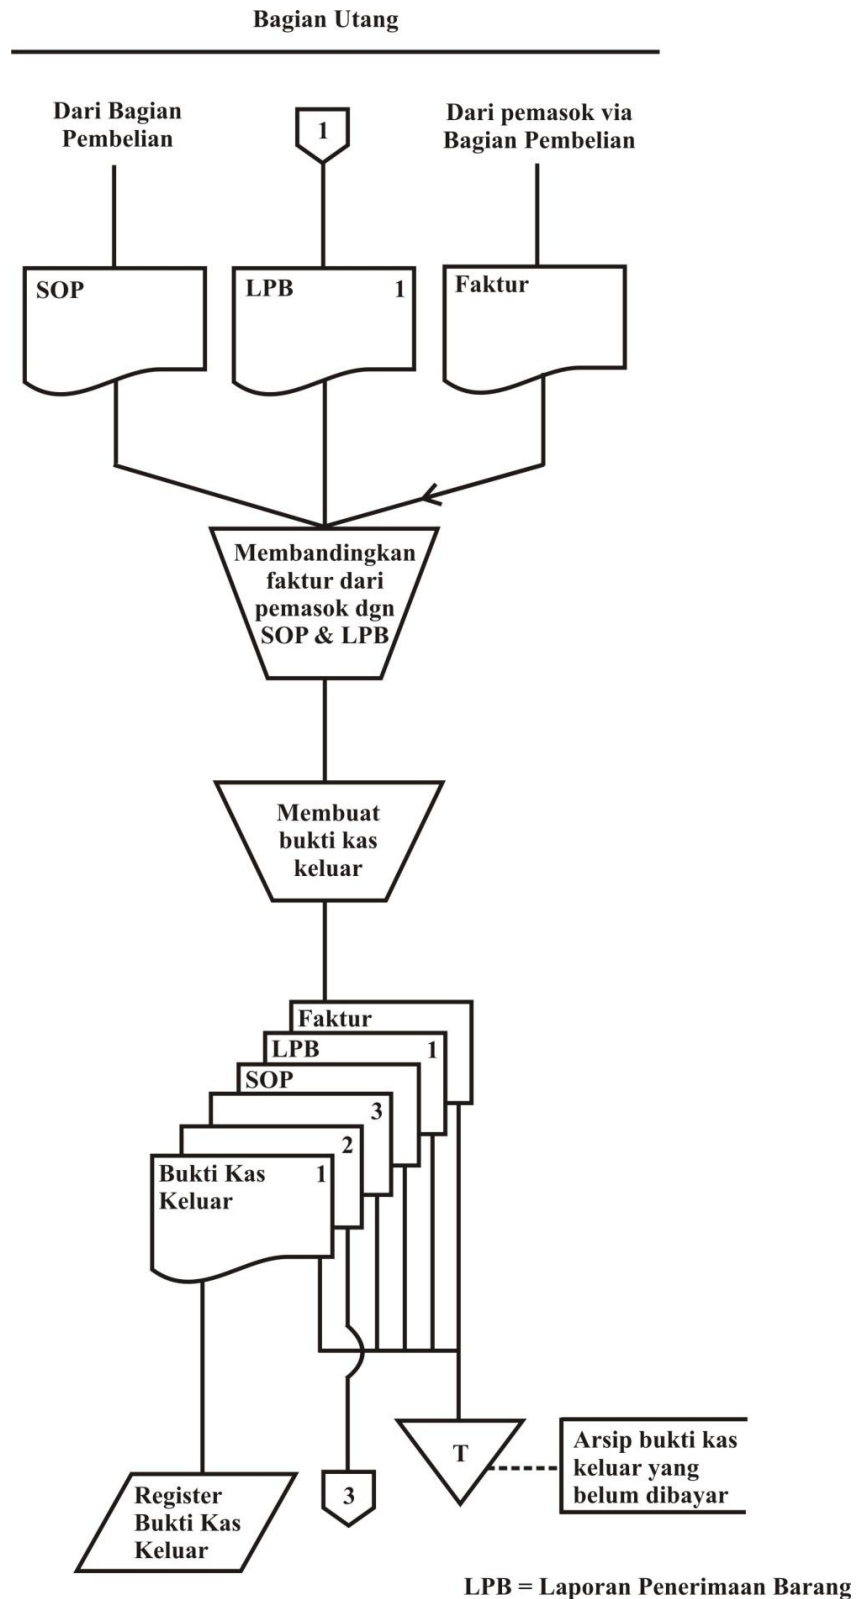 Bagian Utang
Dari Bagian
Pembelian
1
Dari pemasok via
Bagian Pembelian
SOP
LPB 1
Faktur
Membandingkan
faktur dari
pemasok dgn
SOP & LPB
Membuat
bukti kas
keluar
Faktur
LPB 1
SOP
3
2
Bukti Kas 1
Keluar
T
Arsip bukti kas
keluar yang
belum dibayar
Register
Bukti Kas
Keluar
3
LPB = Laporan Penerimaan Barang